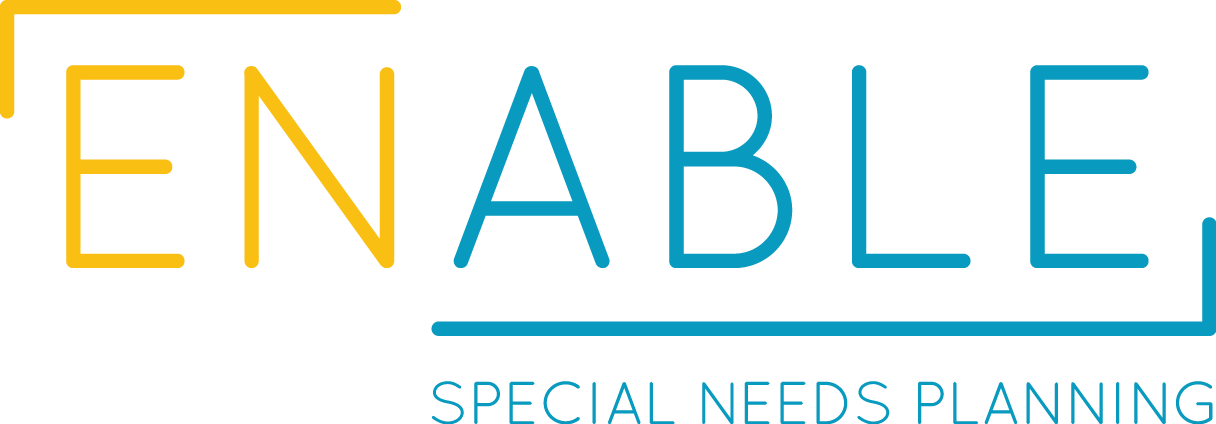 ENABLE
SPECIAL NEEDS PLANNING